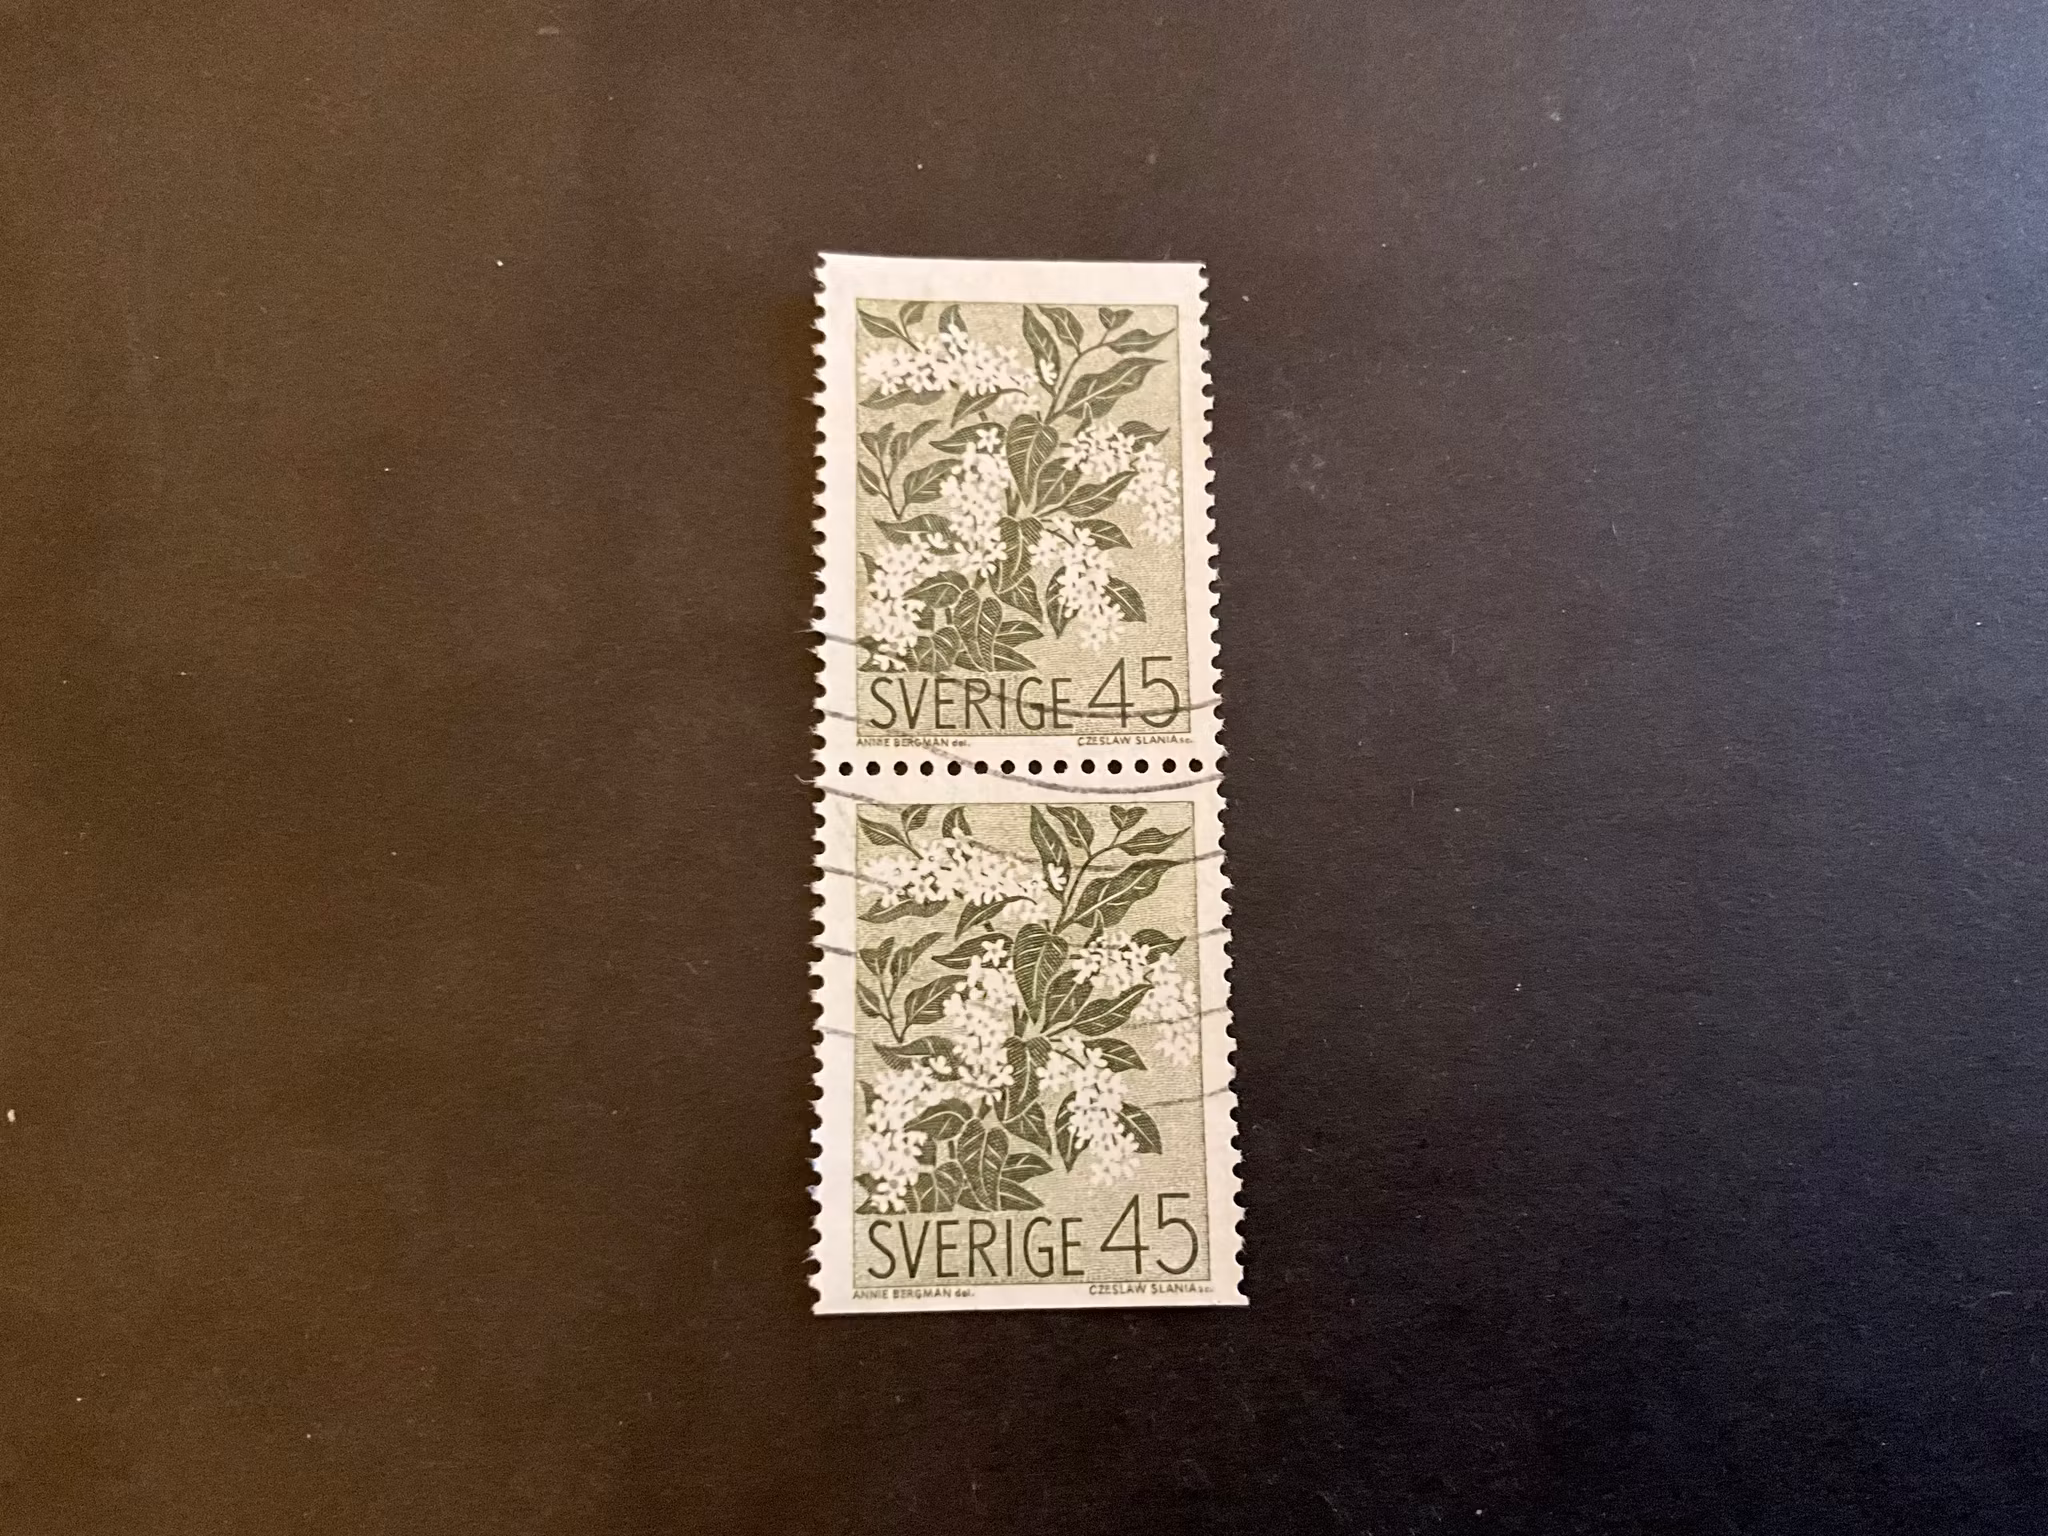 SVERIGE 45
ANNIE BERGMAN del. CZESLAW SLANIA sc.
SVERIGE 45
ANNIE BERGMAN del. CZESLAW SLANIA sc.